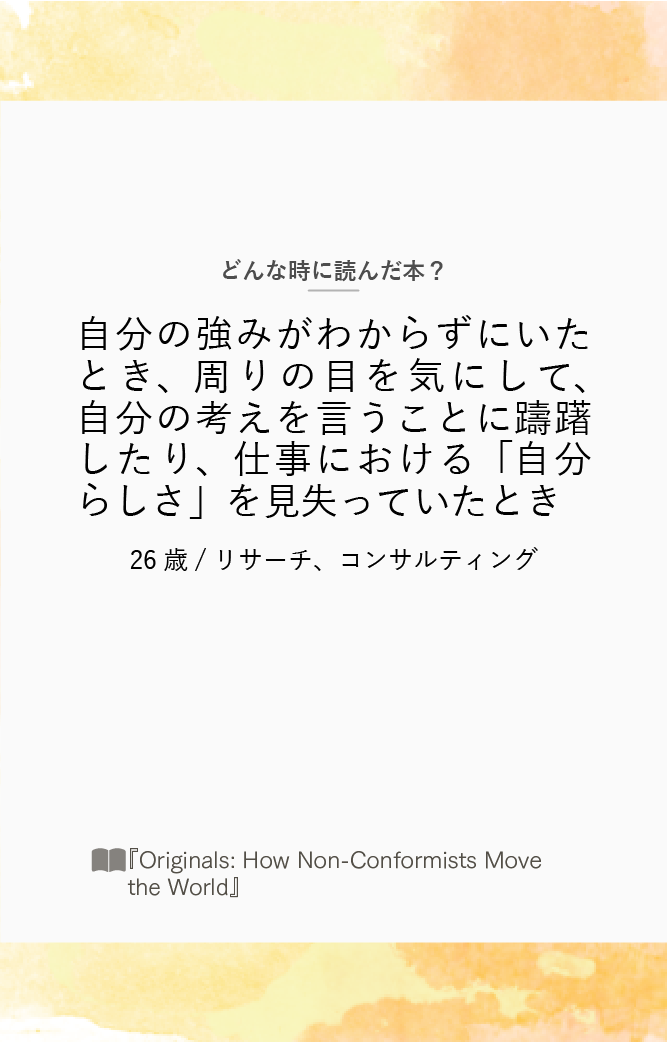 どんな時に読んだ本？
自分の強みがわからずにいた
とき、周りの目を気にして、
自分の考えを言うことに躊躇
したり、仕事における「自分
らしさ」を見失っていたとき
26 歳 / リサーチ、コンサルティング
『Originals: How Non-Conformists Move
the World』